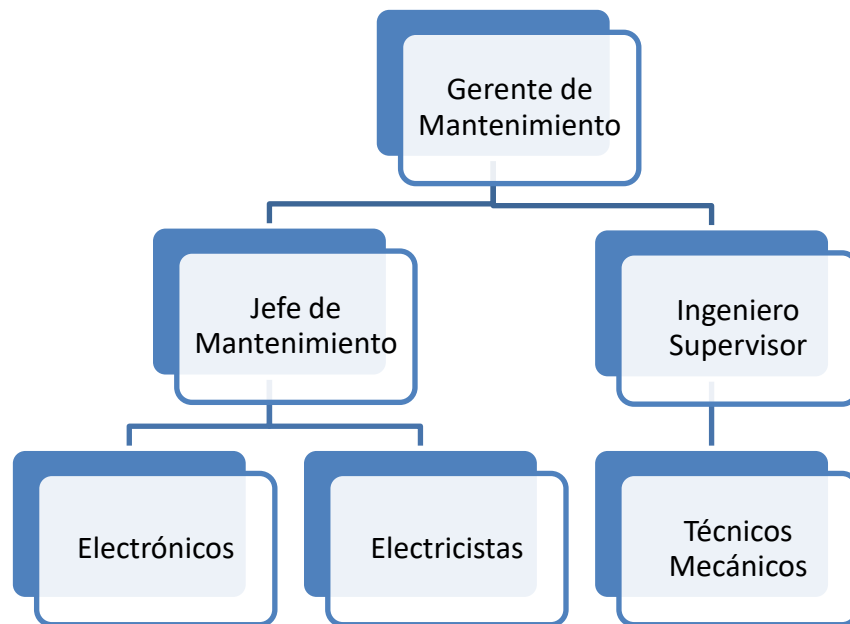 Gerente de
Mantenimiento
Jefe de
Mantenimiento
Ingeniero
Supervisor
Electrónicos
Electricistas
Técnicos
Mecánicos